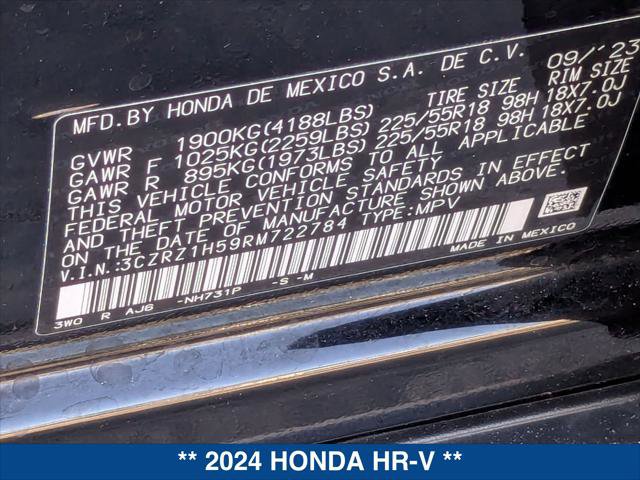 MFD. BY HONDA DE MEXICO S.A. DE C.V. 09/'23
GVWR 1900KG(4188LBS) TIRE SIZE RIM SIZE
GAWR F 1025KG(2259LBS) 225/55R18 98H 18X7.0J
GAWR R 895KG(1973LBS) 225/55R18 98H 18X7.0J
THIS VEHICLE CONFORMS TO ALL APPLICABLE
FEDERAL MOTOR VEHICLE SAFETY
AND THEFT PREVENTION STANDARDS IN EFFECT
ON THE DATE OF MANUFACTURE SHOWN ABOVE.
V.I.N.:3CZRZ1H59RM722784 TYPE:MPV
3WO R AJ6 -NH731P -S -M MADE IN MEXICO
** 2024 HONDA HR-V **